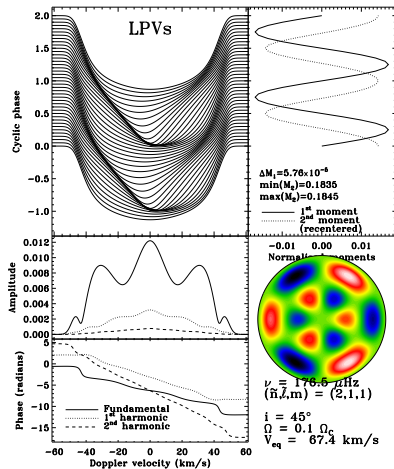 LPVs
Cyclic phase
2.0
1.5
1.0
0.5
0.0
−0.5
−1.0
ΔM₁=5.76×10⁻⁵
min(M₂)=0.1835
max(M₂)=0.1845
1ˢᵗ moment
2ⁿᵈ moment
(recentered)
−0.01 0.00 0.01
Normalized moments
Amplitude
0.012
0.010
0.008
0.006
0.004
0.002
0.000
Phase (radians)
5
0
−5
−10
−15
Fundamental
1ˢᵗ harmonic
2ⁿᵈ harmonic
−60 −40 −20 0 20 40 60
Doppler velocity (km/s)
ν = 176.5 μHz
(ñ,ℓ,m) = (2,1,1)
i = 45°
Ω = 0.1 Ω_C
V_eq = 67.4 km/s